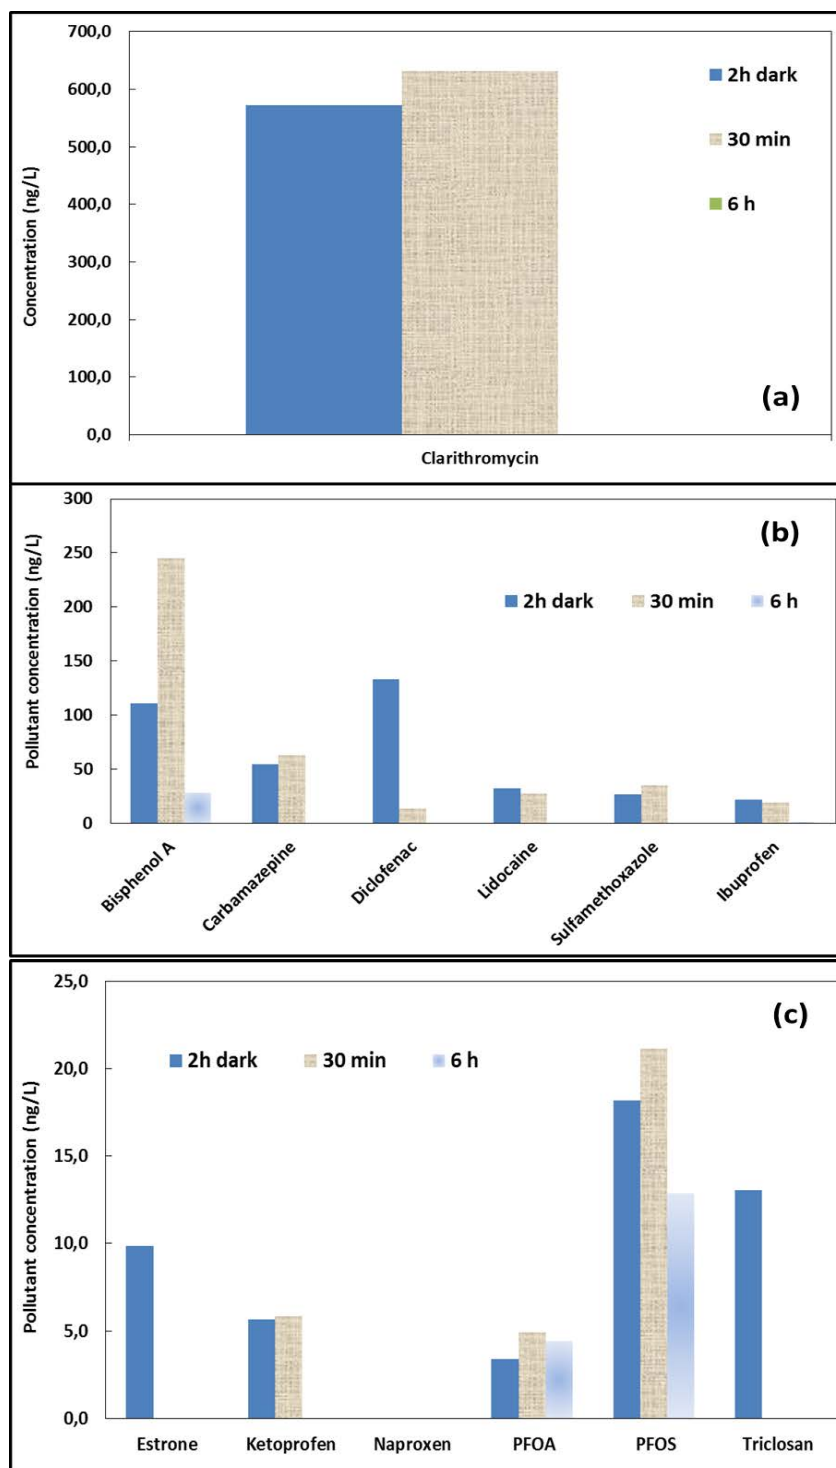 700,0
600,0
500,0
400,0
300,0
200,0
100,0
0,0
Concentration (ng/L)
2h dark
30 min
6 h
(a)
Clarithromycin
300
250
200
150
100
50
0
Pollutant concentration (ng/L)
(b)
2h dark 30 min 6 h
Bisphenol A Carbamazepine Diclofenac Lidocaine Sulfamethoxazole Ibuprofen
25,0
20,0
15,0
10,0
5,0
0,0
Pollutant concentration (ng/L)
(c)
2h dark 30 min 6 h
Estrone Ketoprofen Naproxen PFOA PFOS Triclosan